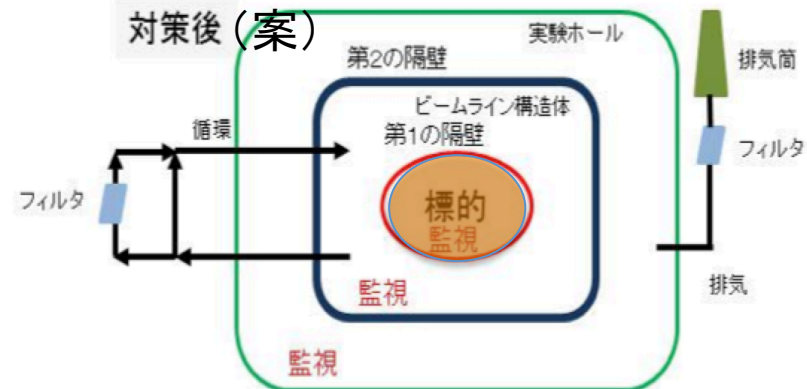 対策後(案)
実験ホール
第2の隔壁
排気筒
ビームライン構造体
循環
第1の隔壁
フィルタ
フィルタ
標的
監視
排気
監視
監視